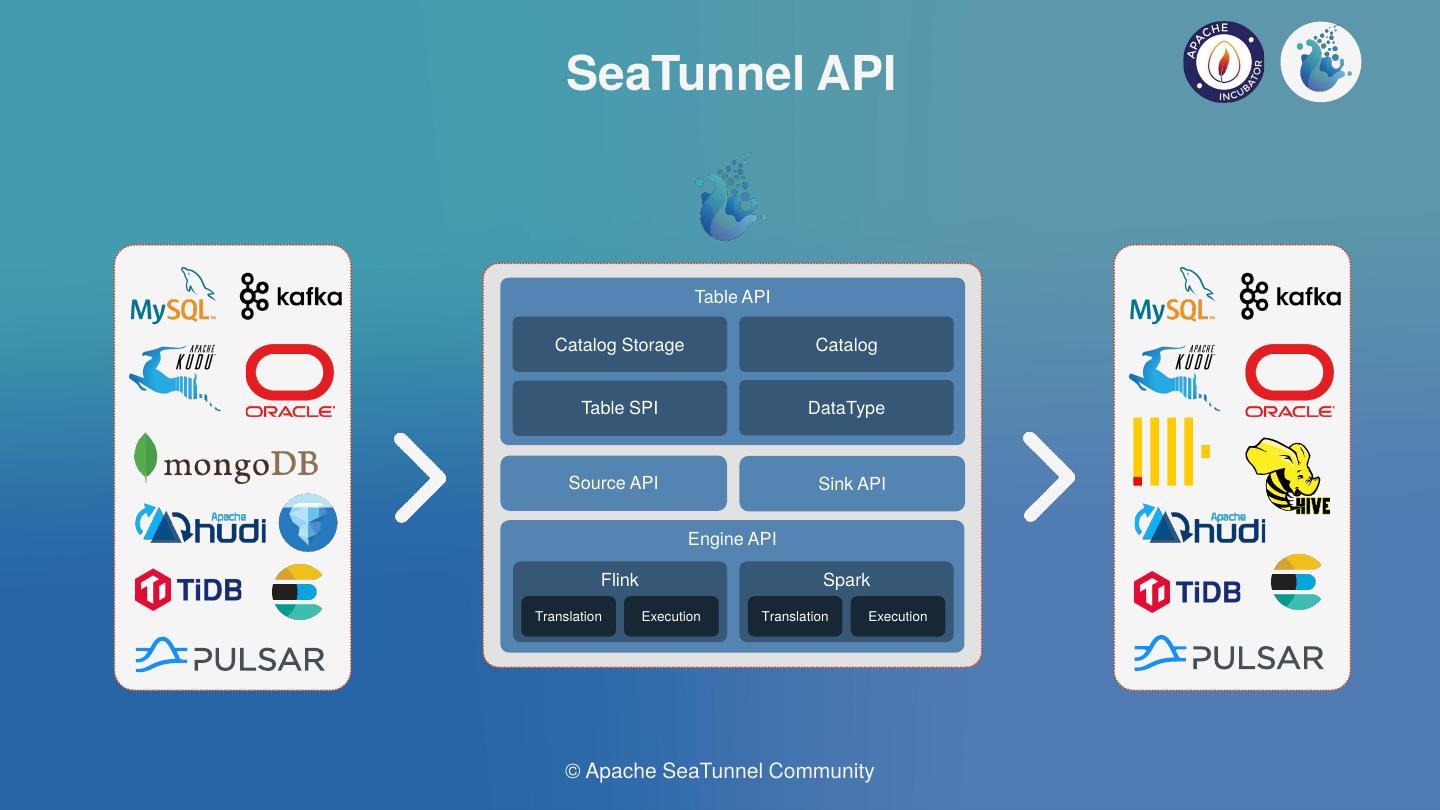 SeaTunnel API
APACHE
INCUBATOR
MySQL™
kafka
APACHE
KUDU
ORACLE
mongoDB
Apache
hudi
TiDB
PULSAR
Table API
Catalog Storage
Catalog
Table SPI
DataType
Source API
Sink API
Engine API
Flink
Translation
Execution
Spark
Translation
Execution
MySQL™
kafka
APACHE
KUDU
ORACLE
HIVE
Apache
hudi
TiDB
PULSAR
© Apache SeaTunnel Community